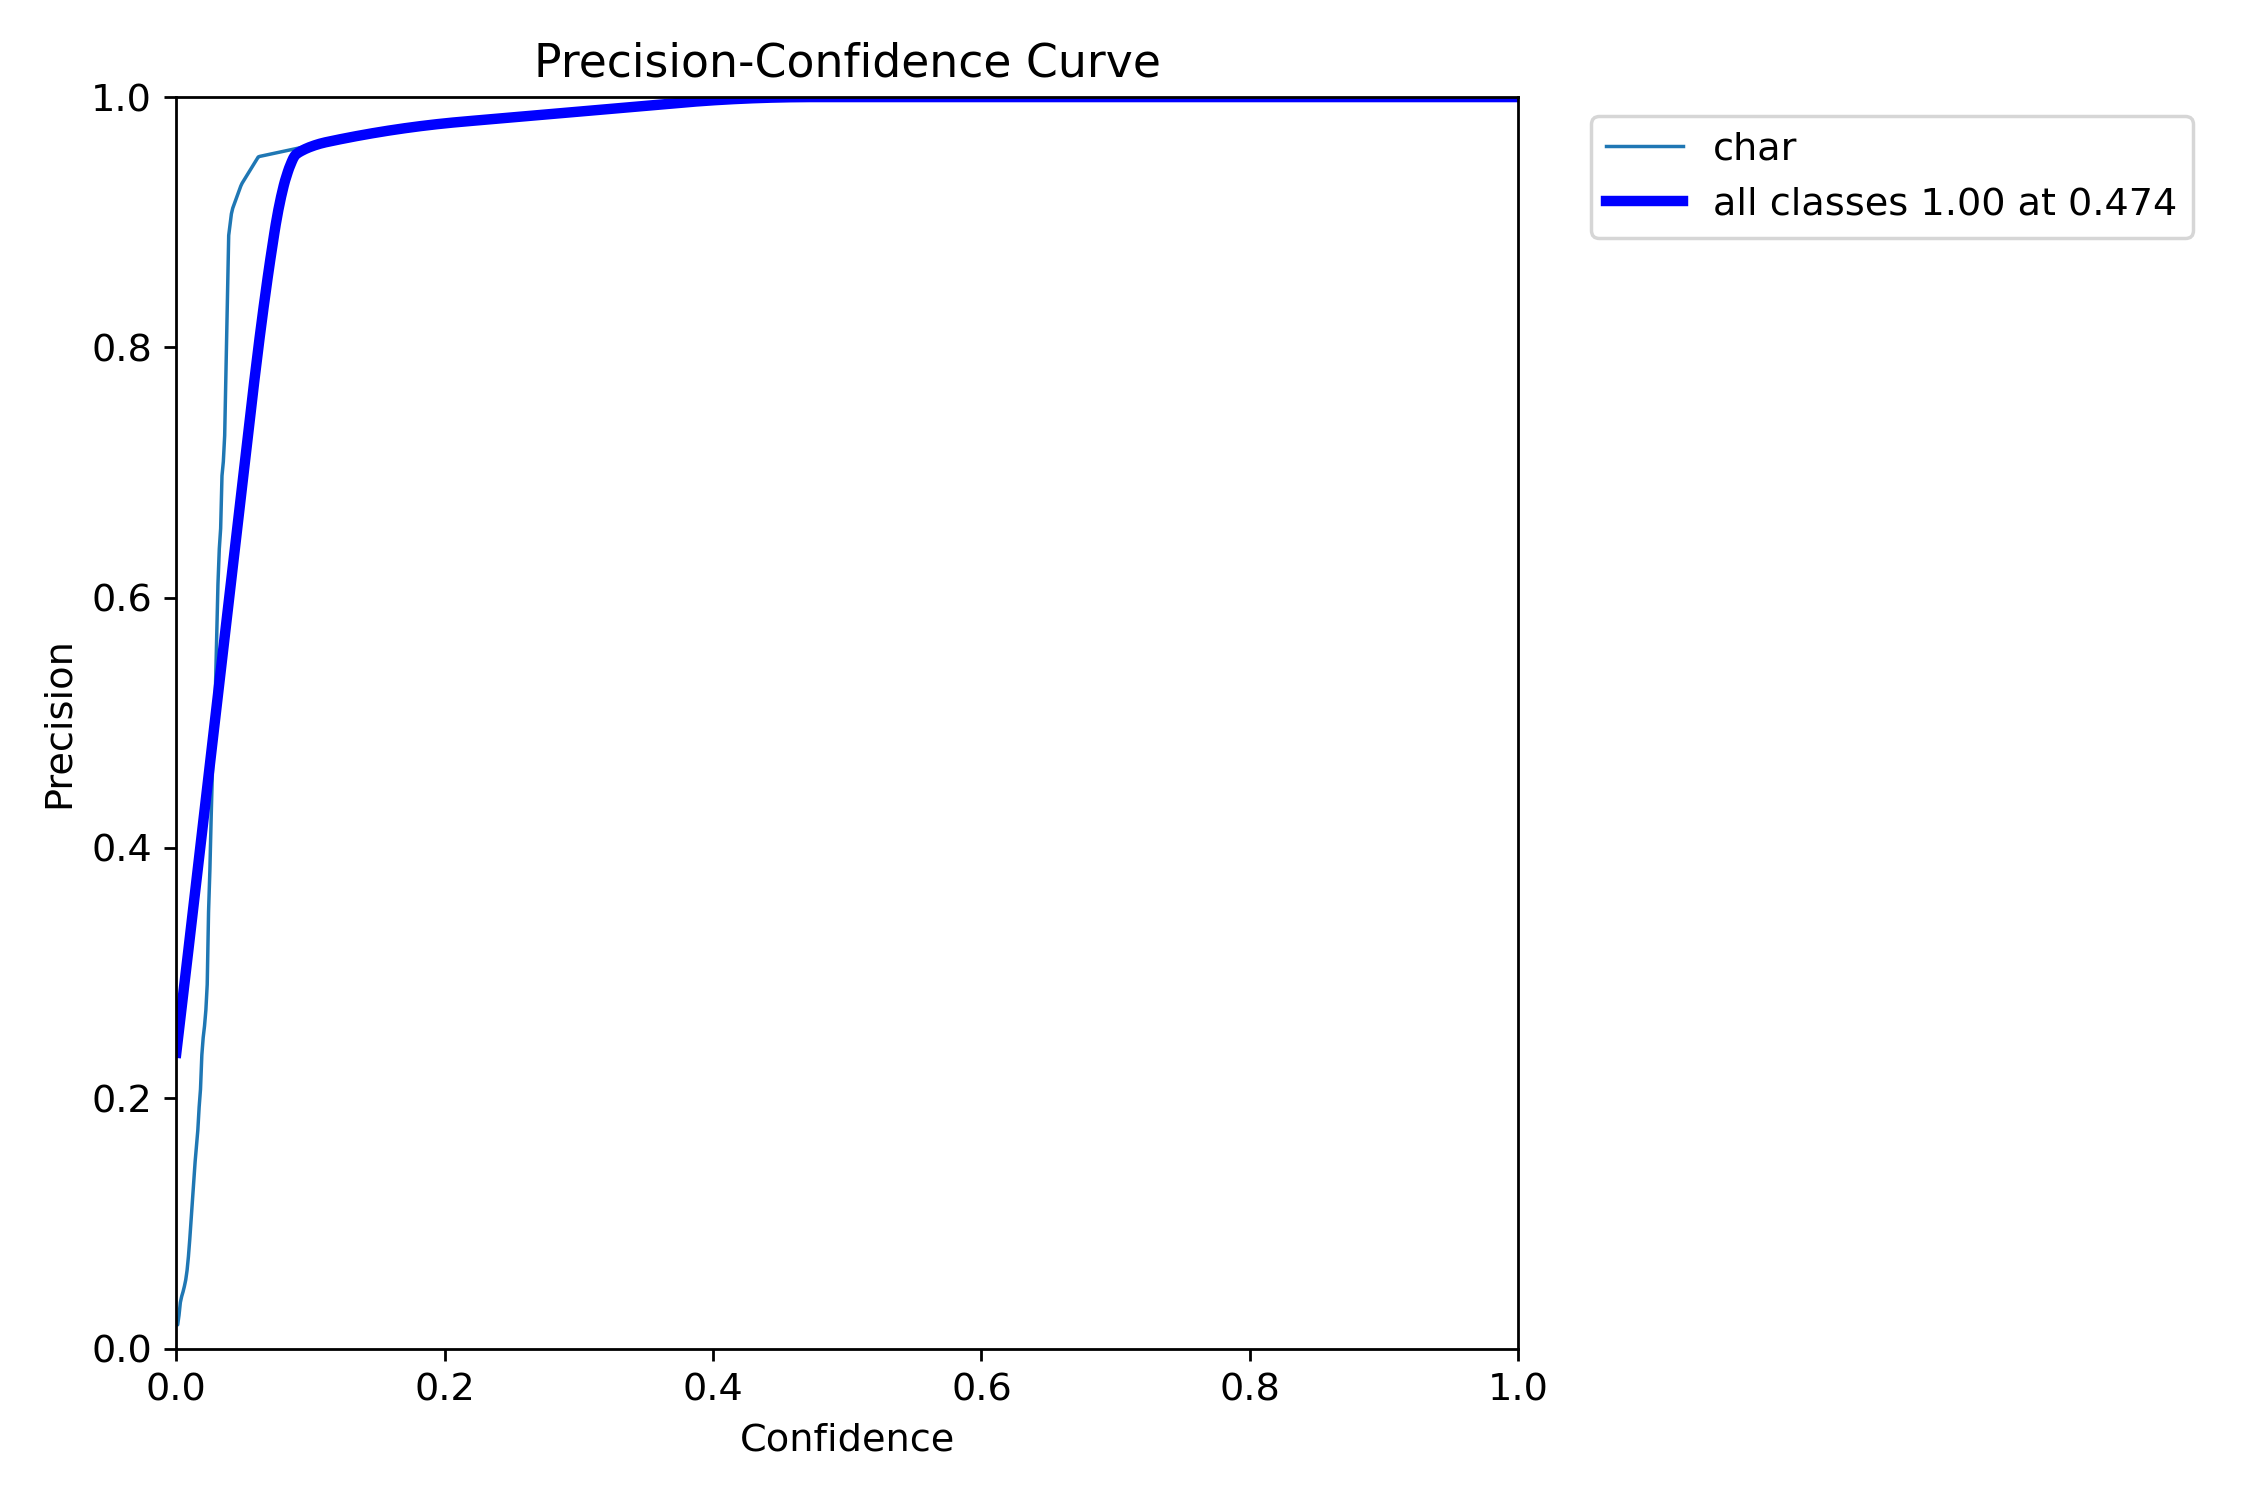 Precision-Confidence Curve
char
all classes 1.00 at 0.474
1.0
0.8
0.6
0.4
0.2
0.0
Precision
0.0 0.2 0.4 0.6 0.8 1.0
Confidence